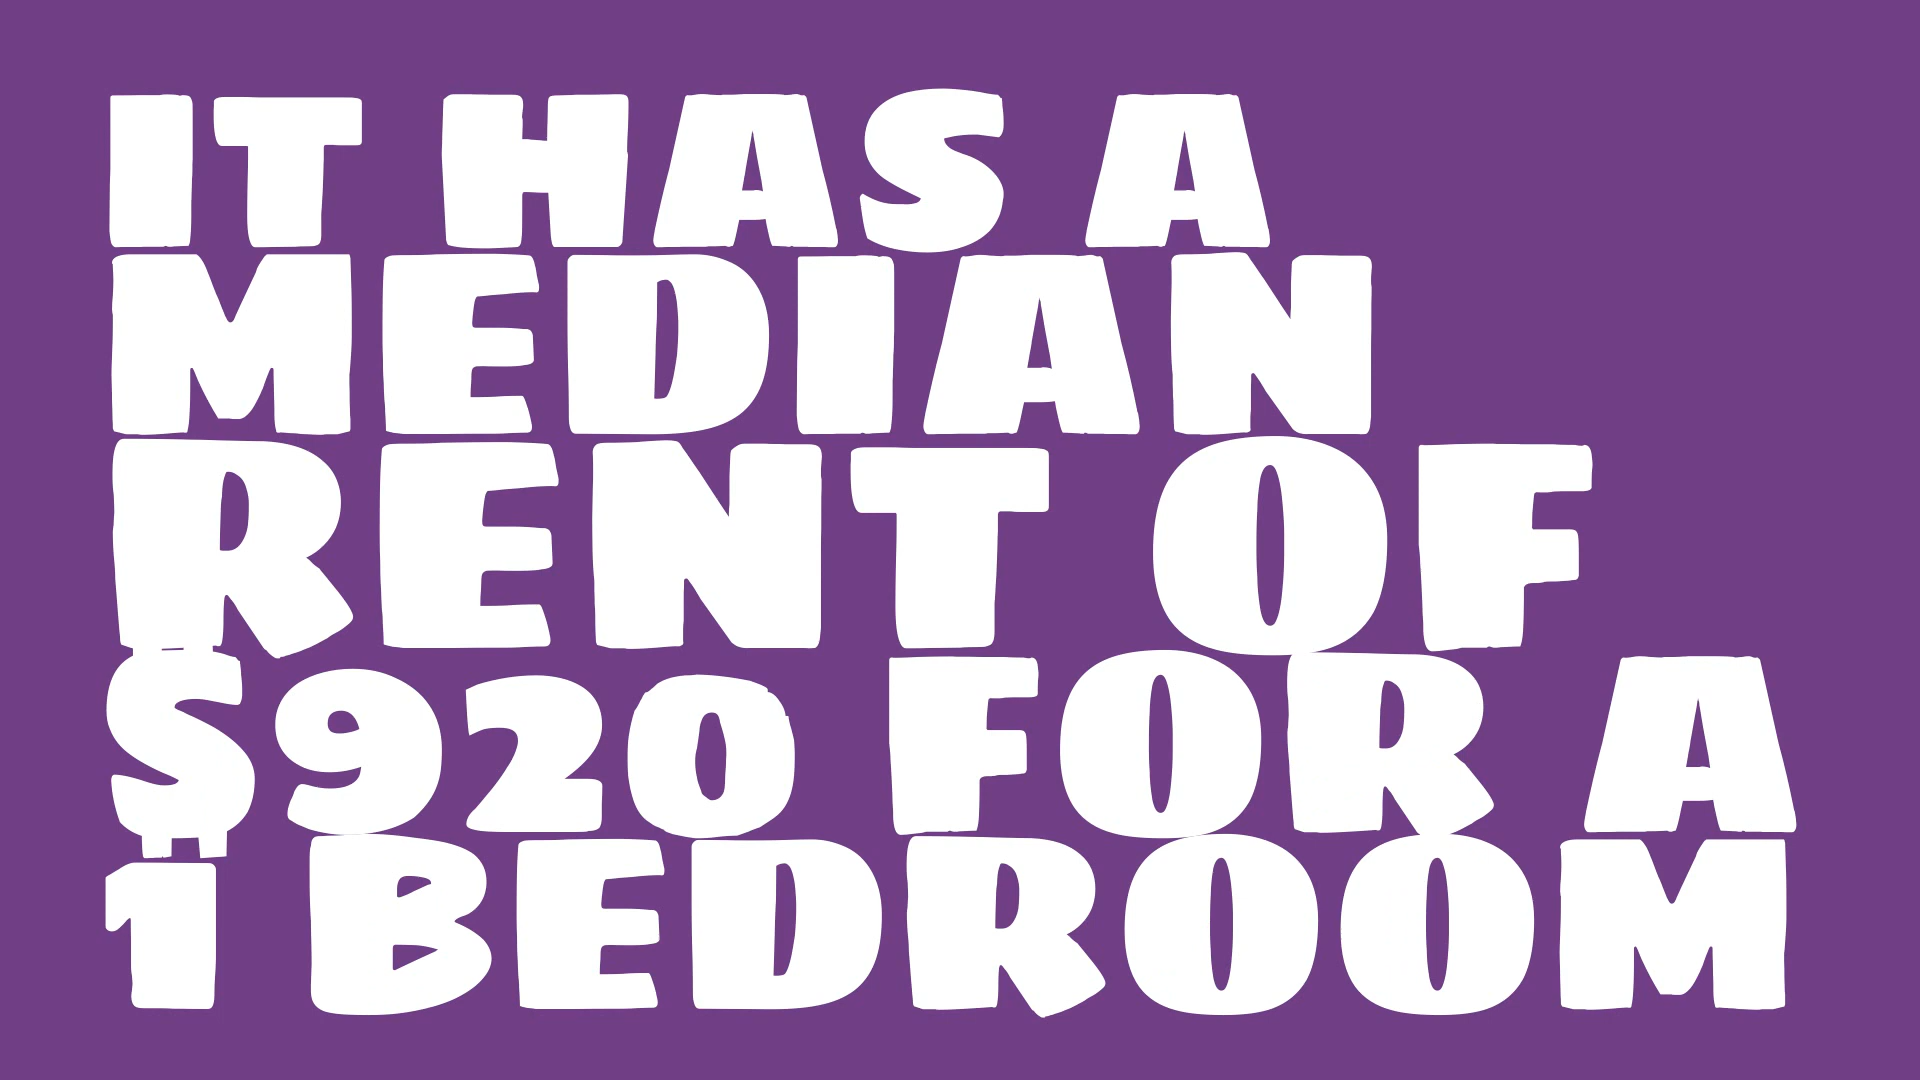 IT HAS A
MEDIAN
RENT OF
$920 FOR A
1 BEDROOM